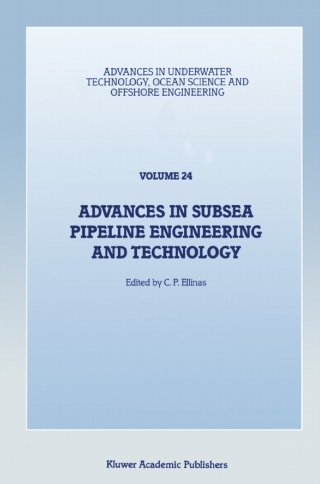 ADVANCES IN UNDERWATER
TECHNOLOGY, OCEAN SCIENCE AND
OFFSHORE ENGINEERING
VOLUME 24
ADVANCES IN SUBSEA
PIPELINE ENGINEERING
AND TECHNOLOGY
Edited by C. P. Ellinas
Kluwer Academic Publishers